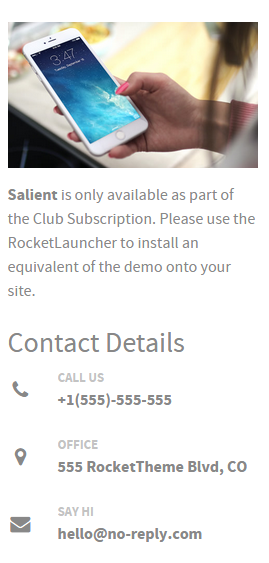 3:47
Salient is only available as part of
the Club Subscription. Please use the
RocketLauncher to install an
equivalent of the demo onto your
site.
Contact Details
CALL US
+1(555)-555-555
OFFICE
555 RocketTheme Blvd, CO
SAY HI
hello@no-reply.com